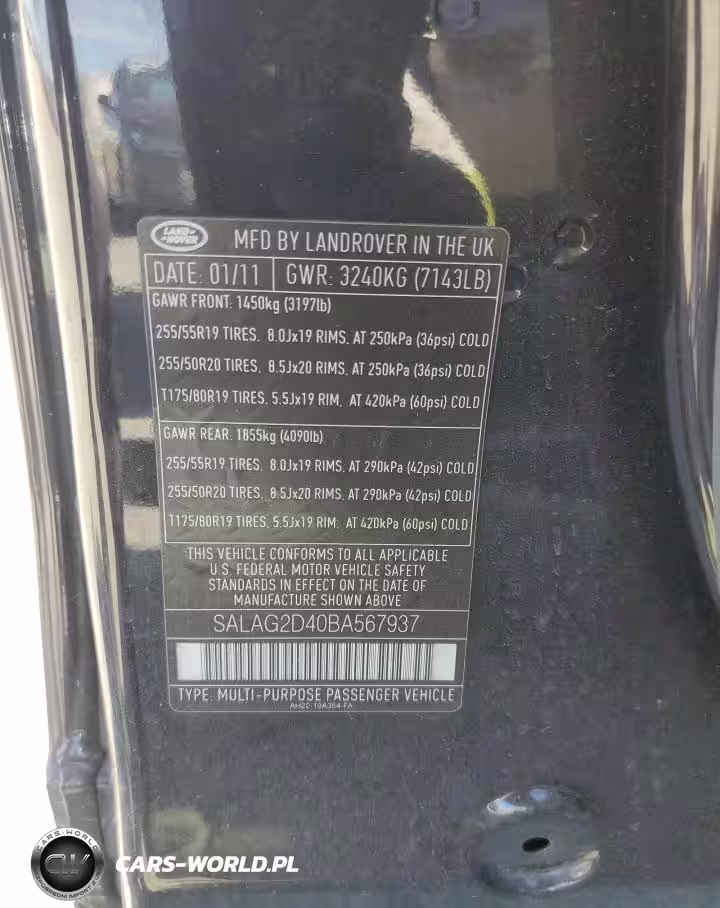 LAND-
-ROVER
MFD BY LANDROVER IN THE UK
DATE: 01/11 GWR: 3240KG (7143LB)
GAWR FRONT: 1450kg (3197lb)
255/55R19 TIRES. 8.0Jx19 RIMS. AT 250kPa (36psi) COLD
255/50R20 TIRES. 8.5Jx20 RIMS. AT 250kPa (36psi) COLD
T175/80R19 TIRES. 5.5Jx19 RIM. AT 420kPa (60psi) COLD
GAWR REAR: 1855kg (4090lb)
255/55R19 TIRES. 8.0Jx19 RIMS. AT 290kPa (42psi) COLD
255/50R20 TIRES. 8.5Jx20 RIMS. AT 290kPa (42psi) COLD
T175/80R19 TIRES. 5.5Jx19 RIM. AT 420kPa (60psi) COLD
THIS VEHICLE CONFORMS TO ALL APPLICABLE
U.S. FEDERAL MOTOR VEHICLE SAFETY
STANDARDS IN EFFECT ON THE DATE OF
MANUFACTURE SHOWN ABOVE
SALAG2D40BA567937
TYPE: MULTI-PURPOSE PASSENGER VEHICLE
AH22-19A354-FA
CARS-WORLD
CW
CARS-WORLD.PL